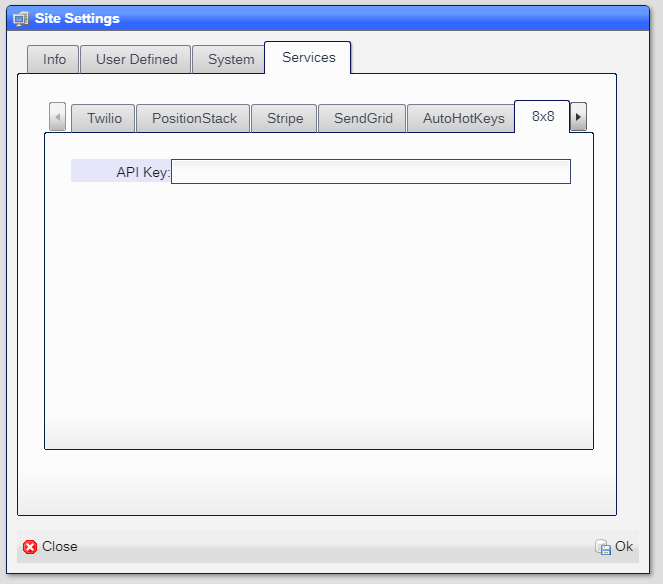 Site Settings
Info User Defined System Services
Twilio PositionStack Stripe SendGrid AutoHotKeys 8x8
API Key:
Close Ok